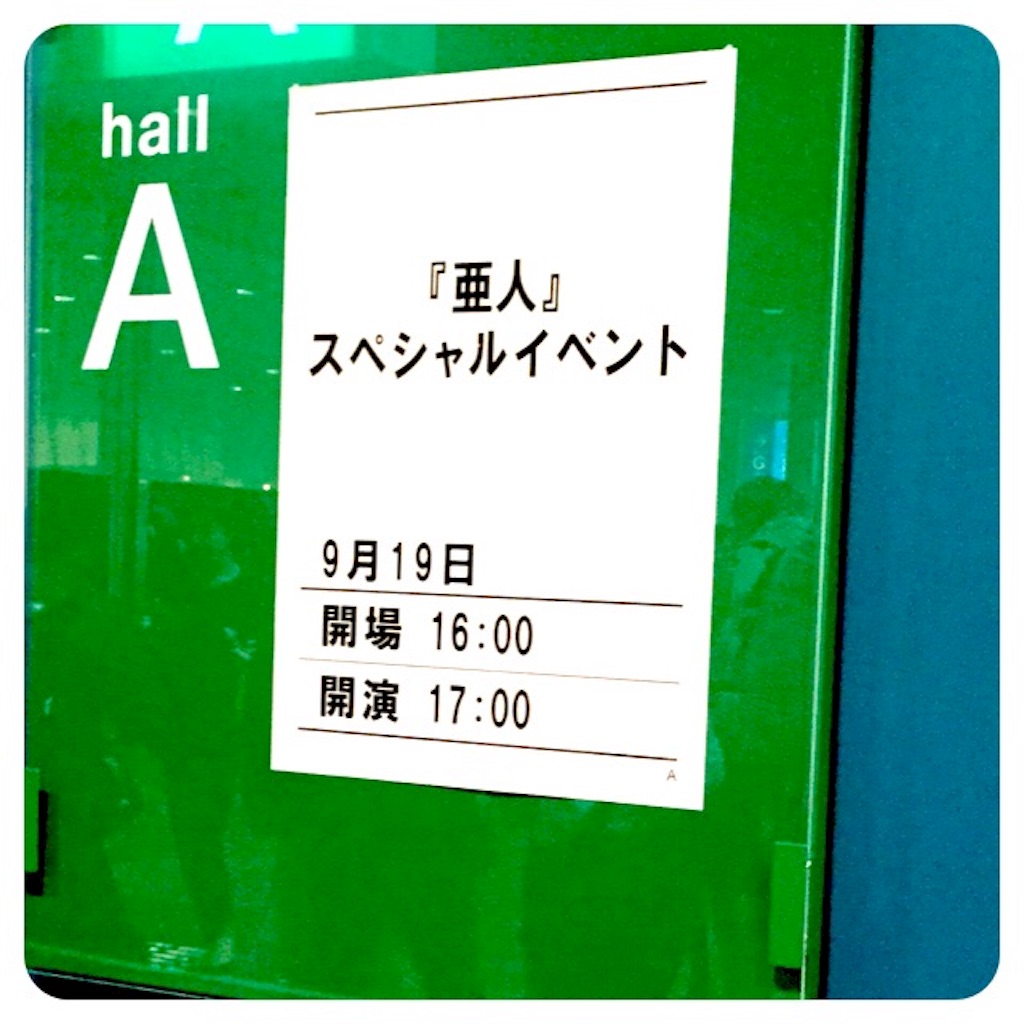 hall
A
『亜人』
スペシャルイベント
9月19日
開場 16:00
開演 17:00
A